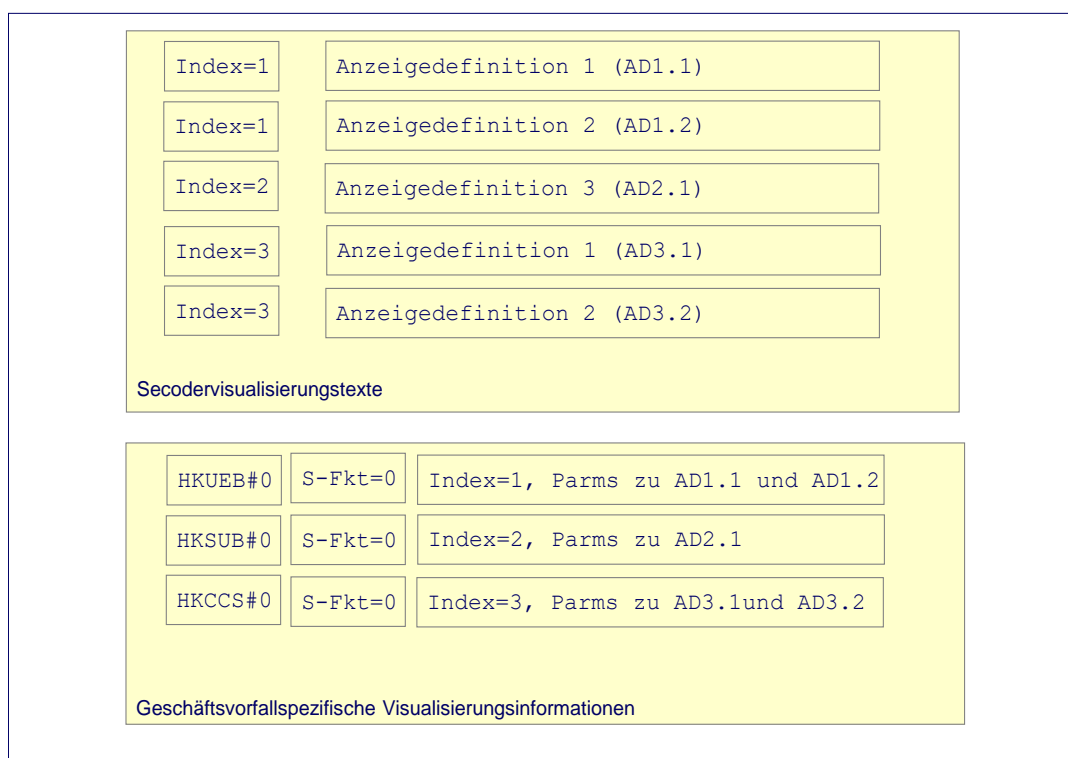 Index=1 Anzeigedefinition 1 (AD1.1)
Index=1 Anzeigedefinition 2 (AD1.2)
Index=2 Anzeigedefinition 3 (AD2.1)
Index=3 Anzeigedefinition 1 (AD3.1)
Index=3 Anzeigedefinition 2 (AD3.2)
Secodervisualisierungstexte
HKUEB#0 S-Fkt=0 Index=1, Parms zu AD1.1 und AD1.2
HKSUB#0 S-Fkt=0 Index=2, Parms zu AD2.1
HKCCS#0 S-Fkt=0 Index=3, Parms zu AD3.1und AD3.2
Geschäftsvorfallspezifische Visualisierungsinformationen